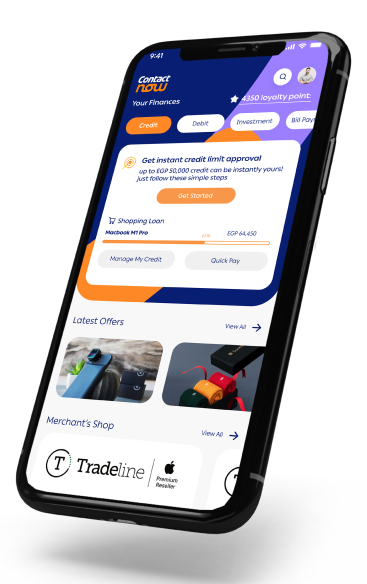 9:41
Contact
now
Your Finances
4350 loyalty point
Credit
Debit
Investment
Bill Pay
Get instant credit limit approval
up to EGP 50,000 credit can be instantly yours!
just follow these simple steps
Get Started
Shopping Loan
Macbook M1 Pro
EGP 64,450
Manage My Credit
Quick Pay
Latest Offers
View All
Merchant's Shop
View All
T
Tradeline
Premium
Reseller